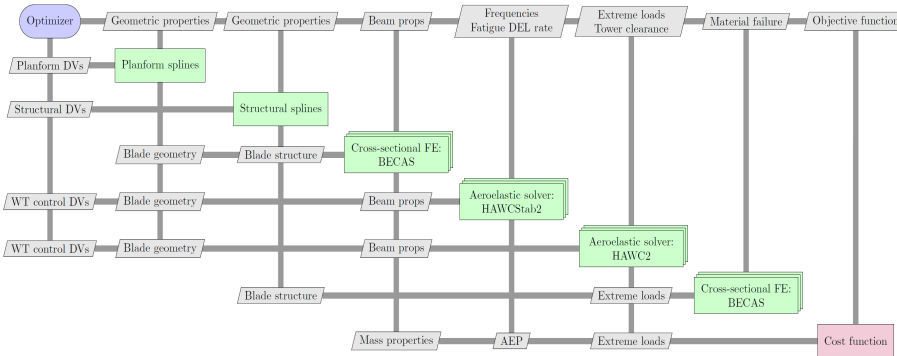 Optimizer
Geometric properties
Geometric properties
Beam props
Frequencies
Fatigue DEL rate
Extreme loads
Tower clearance
Material failure
Objective function
Planform DVs
Planform splines
Structural DVs
Structural splines
Blade geometry
Blade structure
Cross-sectional FE:
BECAS
WT control DVs
Blade geometry
Beam props
Aeroelastic solver:
HAWCStab2
WT control DVs
Blade geometry
Beam props
Aeroelastic solver:
HAWC2
Blade structure
Extreme loads
Cross-sectional FE:
BECAS
Mass properties
AEP
Extreme loads
Cost function